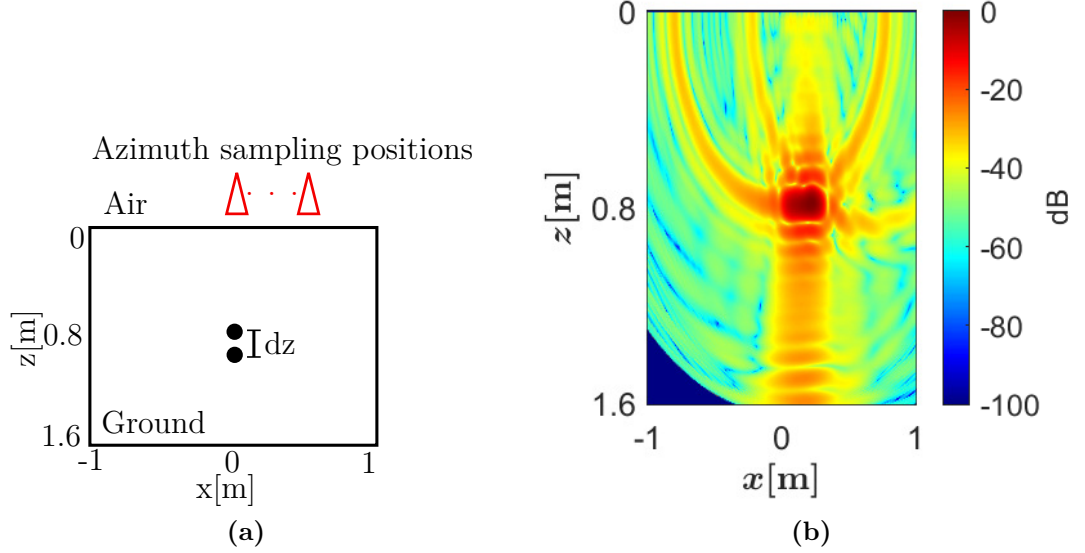 Azimuth sampling positions
Air
0
z[m]
0.8
dz
Ground
1.6
-1
0
1
x[m]
(a)
0
0.8
1.6
z[m]
-1
0
1
x[m]
0
-20
-40
-60
-80
-100
dB
(b)